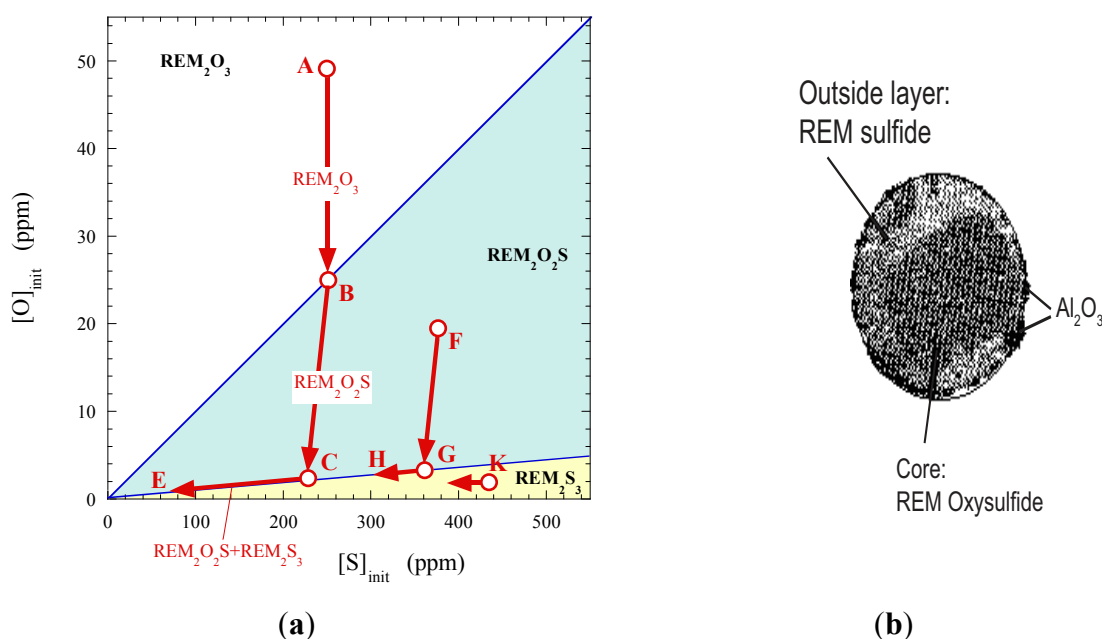 REM₂O₃
A
REM₂O₃
REM₂O₂S
B
F
REM₂O₂S
C
G
H
K
E
REM₂S₃
REM₂O₂S+REM₂S₃
50
40
30
20
10
0
0 100 200 300 400 500
[O]init (ppm)
[S]init (ppm)
(a)
Outside layer:
REM sulfide
Al₂O₃
Core:
REM Oxysulfide
(b)